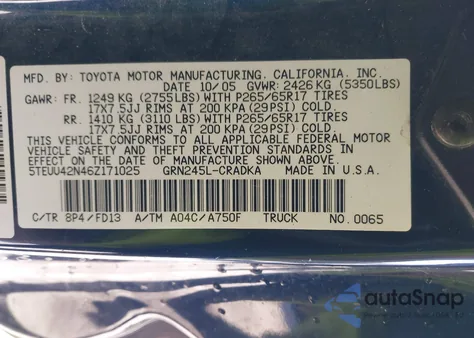 MFD. BY: TOYOTA MOTOR MANUFACTURING, CALIFORNIA, INC.
DATE 10/05 GVWR: 2426 KG (5350LBS)
GAWR: FR. 1249 KG (2755LBS) WITH P265/65R17 TIRES
17X7.5JJ RIMS AT 200 KPA (29PSI) COLD.
RR. 1410 KG (3110 LBS) WITH P265/65R17 TIRES
17X7.5JJ RIMS AT 200 KPA (29PSI) COLD.
THIS VEHICLE CONFORMS TO ALL APPLICABLE FEDERAL MOTOR
VEHICLE SAFETY STANDARDS IN EFFECT ON THE DATE OF
MANUFACTURE SHOWN ABOVE.
5TEUU42N46Z171025 GRN245L-CRADKA MADE IN U.S.A.
C/TR 8P4/FD13 A/TM A04C/A750F TRUCK NO.0065
autoSnap